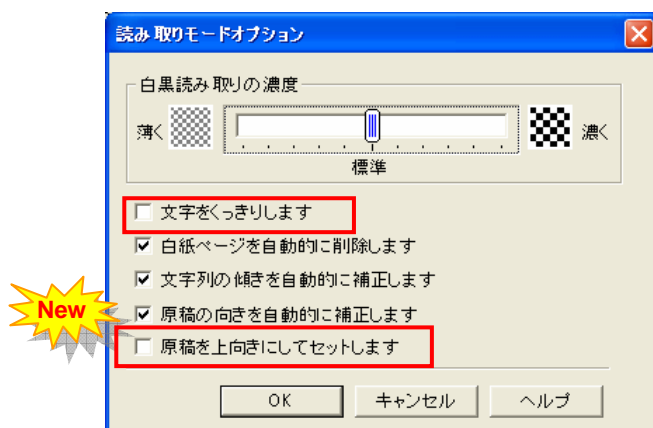 読み取りモードオプション
白黒読み取りの濃度
薄く 濃く
標準
文字をくっきりします
白紙ページを自動的に削除します
文字列の傾きを自動的に補正します
New
原稿の向きを自動的に補正します
原稿を上向きにしてセットします
OK キャンセル ヘルプ